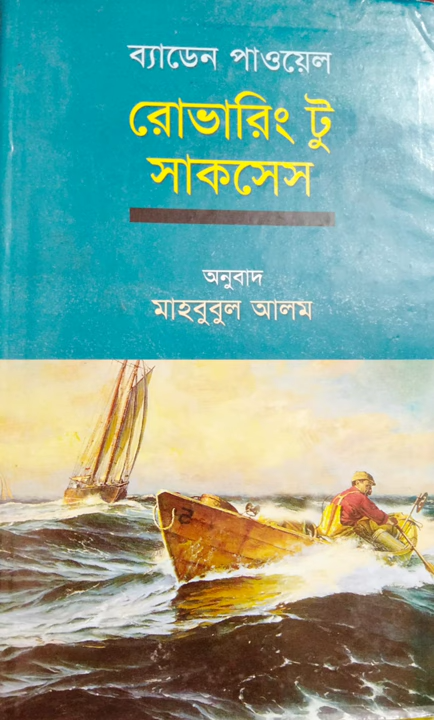 ব্যাডেন পাওয়েল
রোভারিং টু
সাকসেস
অনুবাদ
মাহবুবুল আলম